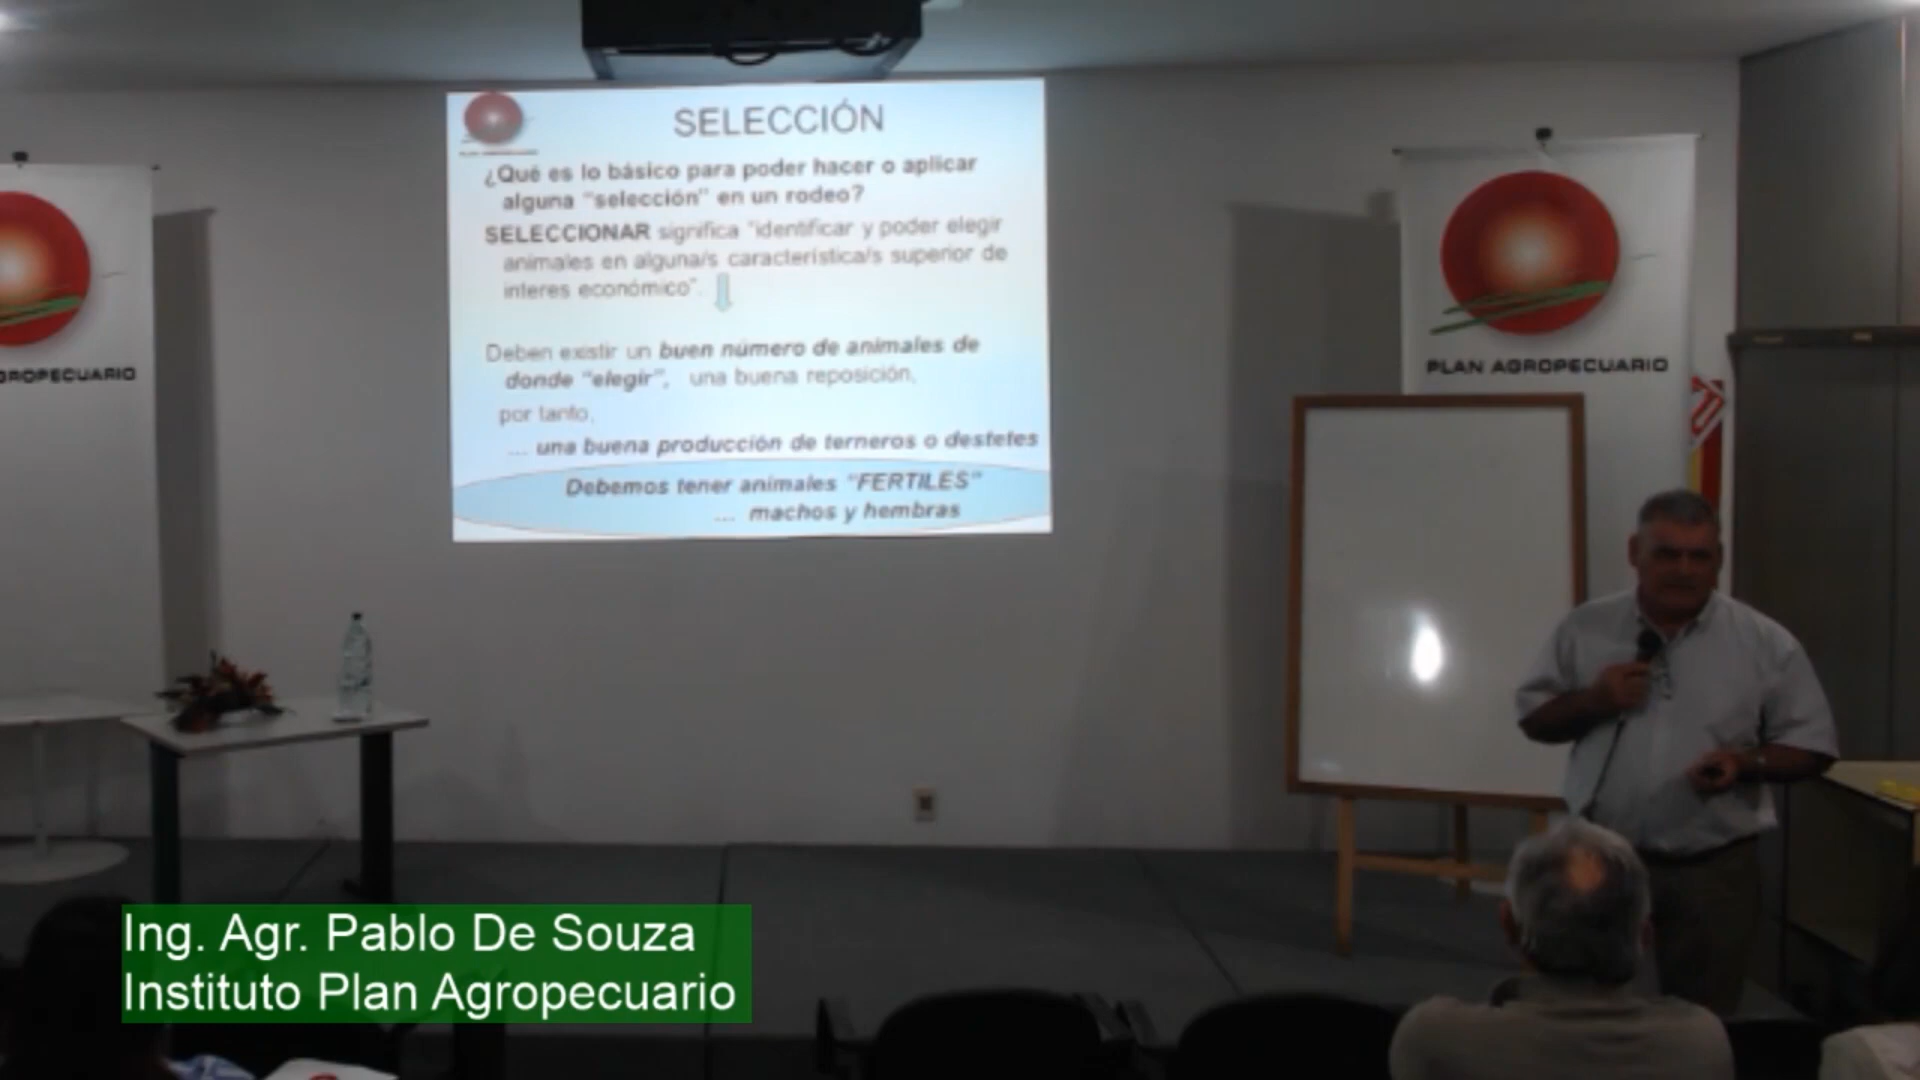 SELECCIÓN
PLAN AGROPECUARIO
¿Qué es lo básico para poder hacer o aplicar
alguna "selección" en un rodeo?
SELECCIONAR significa "identificar y poder elegir
animales en alguna/s característica/s superior de
interes económico".
Deben existir un buen número de animales de
donde "elegir", una buena reposición,
por tanto,
... una buena producción de terneros o destetes
Debemos tener animales "FERTILES"
.... machos y hembras
GROPECUARIO
PLAN AGROPECUARIO
Ing. Agr. Pablo De Souza
Instituto Plan Agropecuario